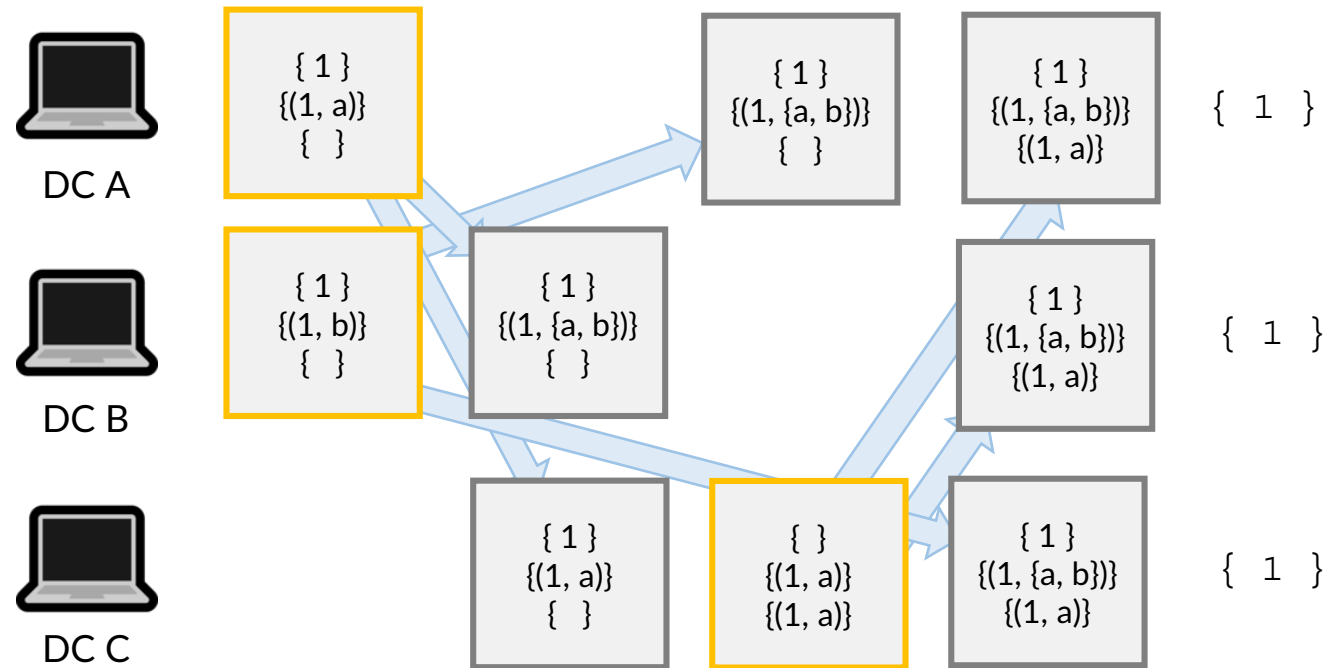 { 1 }
{(1, a)}
{ }
{ 1 }
{(1, {a, b})}
{ }
{ 1 }
{(1, {a, b})}
{(1, a)}
{ 1 }
DC A
{ 1 }
{(1, b)}
{ }
{ 1 }
{(1, {a, b})}
{ }
{ 1 }
{(1, {a, b})}
{(1, a)}
{ 1 }
DC B
{ 1 }
{(1, a)}
{ }
{ }
{(1, a)}
{(1, a)}
{ 1 }
{(1, {a, b})}
{(1, a)}
{ 1 }
DC C